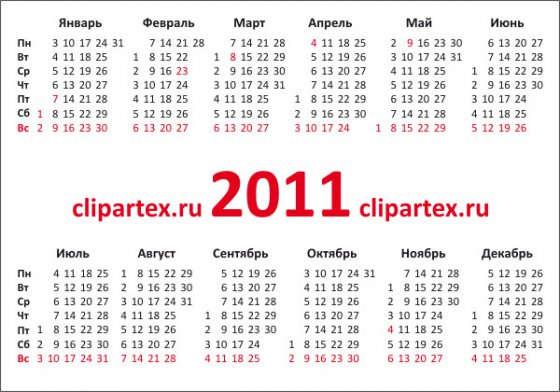 Январь Февраль Март Апрель Май Июнь
Пн 3 10 17 24 31 7 14 21 28 7 14 21 28 4 11 18 25 2 9 16 23 30 6 13 20 27
Вт 4 11 18 25 1 8 15 22 1 8 15 22 29 5 12 19 26 3 10 17 24 31 7 14 21 28
Ср 5 12 19 26 2 9 16 23 2 9 16 23 30 6 13 20 27 4 11 18 25 1 8 15 22 29
Чт 6 13 20 27 3 10 17 24 3 10 17 24 31 7 14 21 28 5 12 19 26 2 9 16 23 30
Пт 7 14 21 28 4 11 18 25 4 11 18 25 1 8 15 22 29 6 13 20 27 3 10 17 24
Сб 1 8 15 22 29 5 12 19 26 5 12 19 26 2 9 16 23 30 7 14 21 28 4 11 18 25
Вс 2 9 16 23 30 6 13 20 27 6 13 20 27 3 10 17 24 1 8 15 22 29 5 12 19 26
clipartex.ru 2011 clipartex.ru
Июль Август Сентябрь Октябрь Ноябрь Декабрь
Пн 4 11 18 25 1 8 15 22 29 5 12 19 26 3 10 17 24 31 7 14 21 28 5 12 19 26
Вт 5 12 19 26 2 9 16 23 30 6 13 20 27 4 11 18 25 1 8 15 22 29 6 13 20 27
Ср 6 13 20 27 3 10 17 24 31 7 14 21 28 5 12 19 26 2 9 16 23 30 7 14 21 28
Чт 7 14 21 28 4 11 18 25 1 8 15 22 29 6 13 20 27 3 10 17 24 1 8 15 22 29
Пт 1 8 15 22 29 5 12 19 26 2 9 16 23 30 7 14 21 28 4 11 18 25 2 9 16 23 30
Сб 2 9 16 23 30 6 13 20 27 3 10 17 24 1 8 15 22 29 5 12 19 26 3 10 17 24 31
Вс 3 10 17 24 31 7 14 21 28 4 11 18 25 2 9 16 23 30 6 13 20 27 4 11 18 25